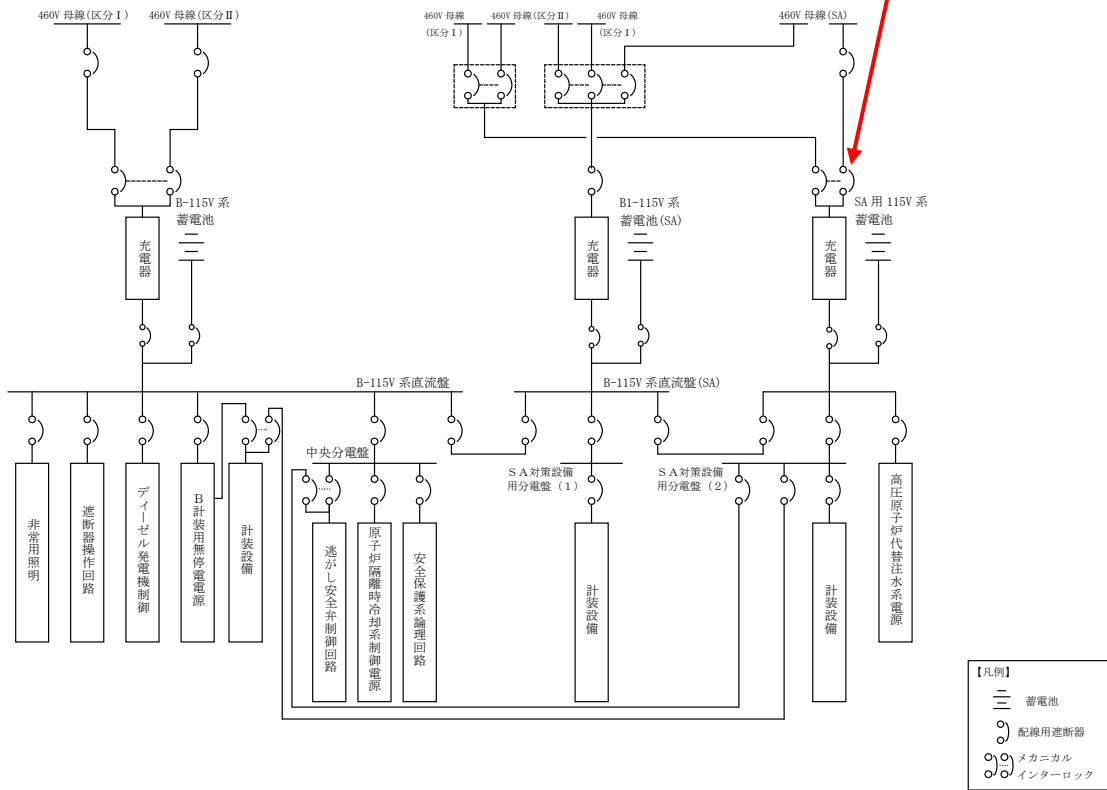 460V 母線(区分Ⅰ)
460V 母線(区分Ⅱ)
460V 母線
(区分Ⅰ)
460V 母線(区分Ⅱ)
460V 母線
(区分Ⅰ)
460V 母線(SA)
B-115V 系
蓄電池
B1-115V 系
蓄電池(SA)
SA 用 115V 系
蓄電池
充電器
充電器
充電器
B-115V 系直流盤
B-115V 系直流盤(SA)
中央分電盤
SA対策設備
用分電盤（1）
SA対策設備
用分電盤（2）
非常用照明
遮断器操作回路
ディーゼル発電機制御
B計装用無停電電源
計装設備
逃がし安全弁制御回路
原子炉隔離時冷却系制御電源
安全保護系論理回路
計装設備
計装設備
高圧原子炉代替注水系電源
【凡例】
蓄電池
配線用遮断器
メカニカル
インターロック